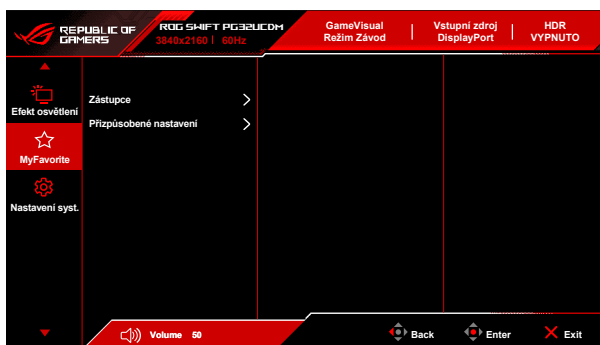 REPUBLIC OF
GAMERS
ROG SWIFT PG32UCDM
3840x2160 | 60Hz
GameVisual
Režim Závod
Vstupní zdroj
DisplayPort
HDR
VYPNUTO
Efekt osvětlení
MyFavorite
Nastavení syst.
Zástupce
Přizpůsobené nastavení
Volume 50
Back
Enter
Exit